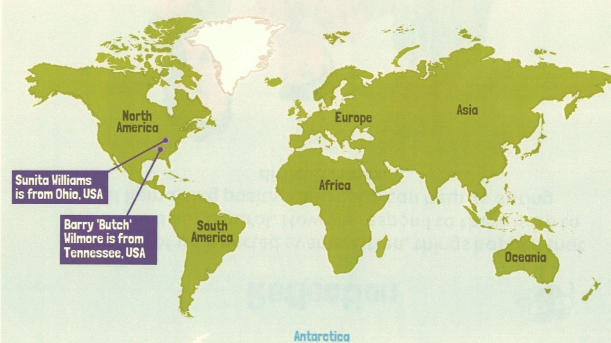 North
America
Europe
Asia
Sunita Williams
is from Ohio, USA
Africa
Barry 'Butch'
Wilmore is from
Tennessee, USA
South
America
Oceania
Antarctica